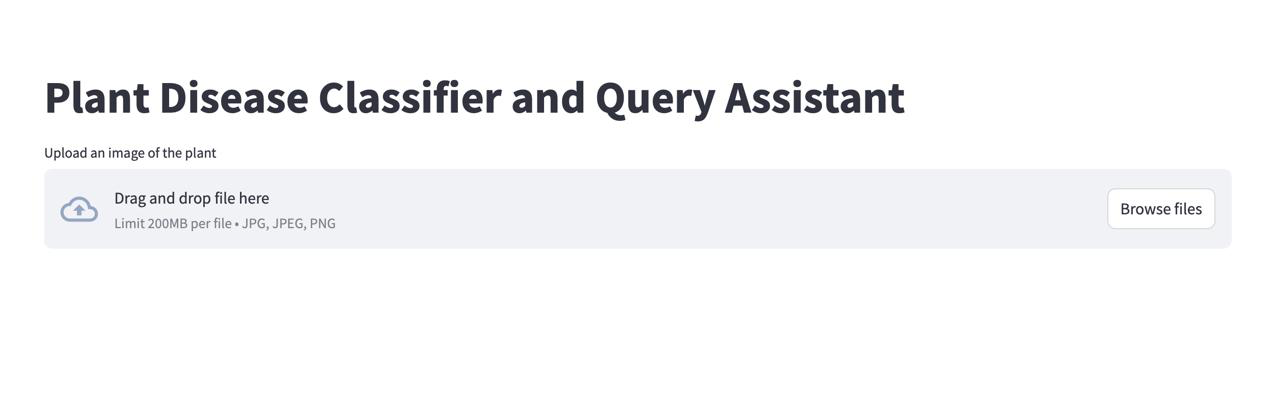 Plant Disease Classifier and Query Assistant
Upload an image of the plant
Drag and drop file here
Limit 200MB per file • JPG, JPEG, PNG
Browse files